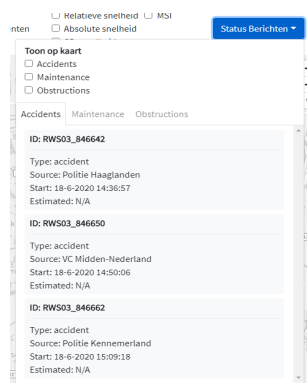 Relatieve snelheid MSI
nten Absolute snelheid
Status Berichten
Toon op kaart
Accidents
Maintenance
Obstructions
Accidents Maintenance Obstructions
ID: RWS03_846642
Type: accident
Source: Politie Haaglanden
Start: 18-6-2020 14:36:57
Estimated: N/A
ID: RWS03_846650
Type: accident
Source: VC Midden-Nederland
Start: 18-6-2020 14:50:06
Estimated: N/A
ID: RWS03_846662
Type: accident
Source: Politie Kennemerland
Start: 18-6-2020 15:09:18
Estimated: N/A